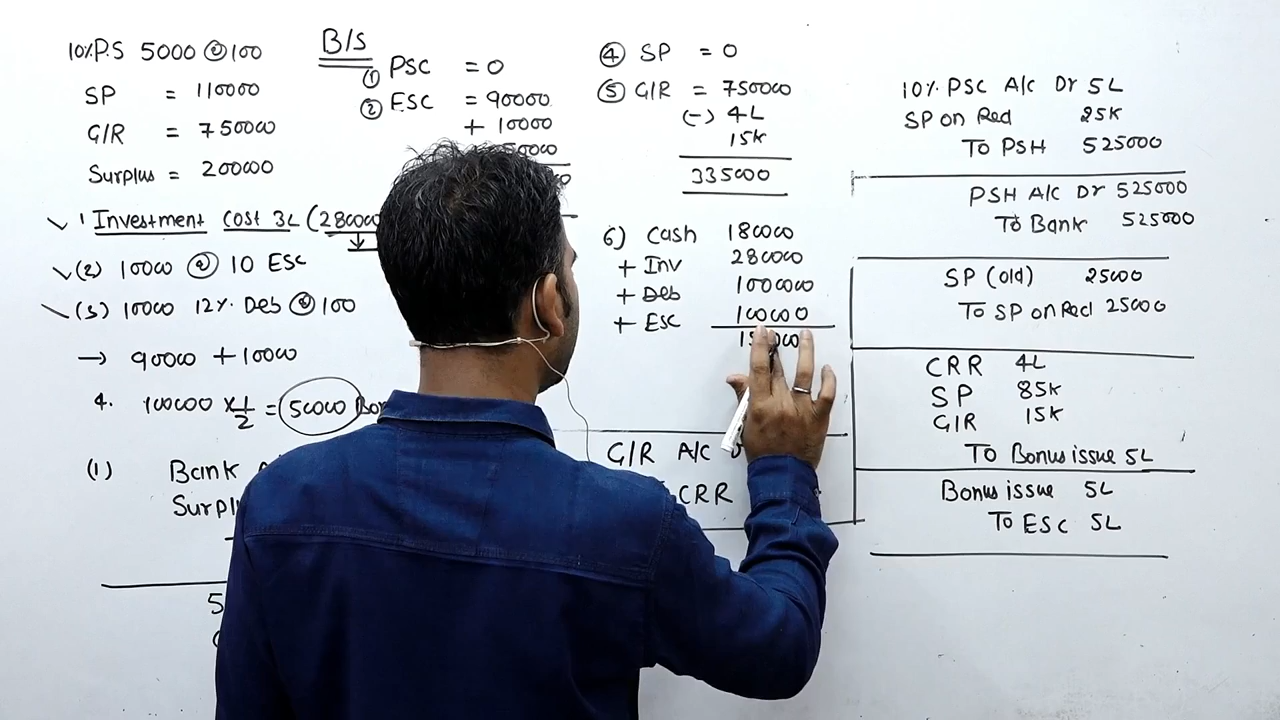 10%P.S 5000 @100
SP = 110000
G/R = 750000
Surplus = 200000
1 Investment cost 3L (280000
(2) 10000 @ 10 ESC
(3) 10000 12% Deb @ 100
→ 90000 + 10000
4. 100000 × 1/2 = 50000
(1) Bank
B/S
① PSC = 0
② ESC = 90000
+ 10000
50000
④ SP = 0
⑤ G/R = 750000
(-) 4L
15K
335000
6) Cash 180000
+ Inv 280000
+ Deb 1000000
+ ESC 100000
G/R A/C
CRR
10% PSC A/C Dr 5L
SP on Red 25K
To PSH 525000
PSH A/C Dr 525000
To Bank 525000
SP (old) 25000
To SP on Red 25000
CRR 4L
SP 85K
G/R 15K
To Bonus issue 5L
Bonus issue 5L
To ESC 5L